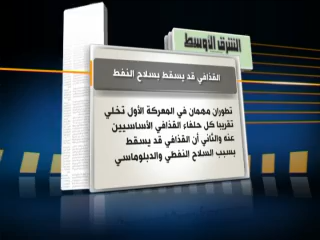 الشرق الأوسط
القذافي قد يسقط بسلاح النفط
تطوران مهمان في المعركة الأول تخلي
تقريبا كل حلفاء القذافي الأساسيين
عنه والثاني أن القذافي قد يسقط
بسبب السلاح النفطي والدبلوماسي